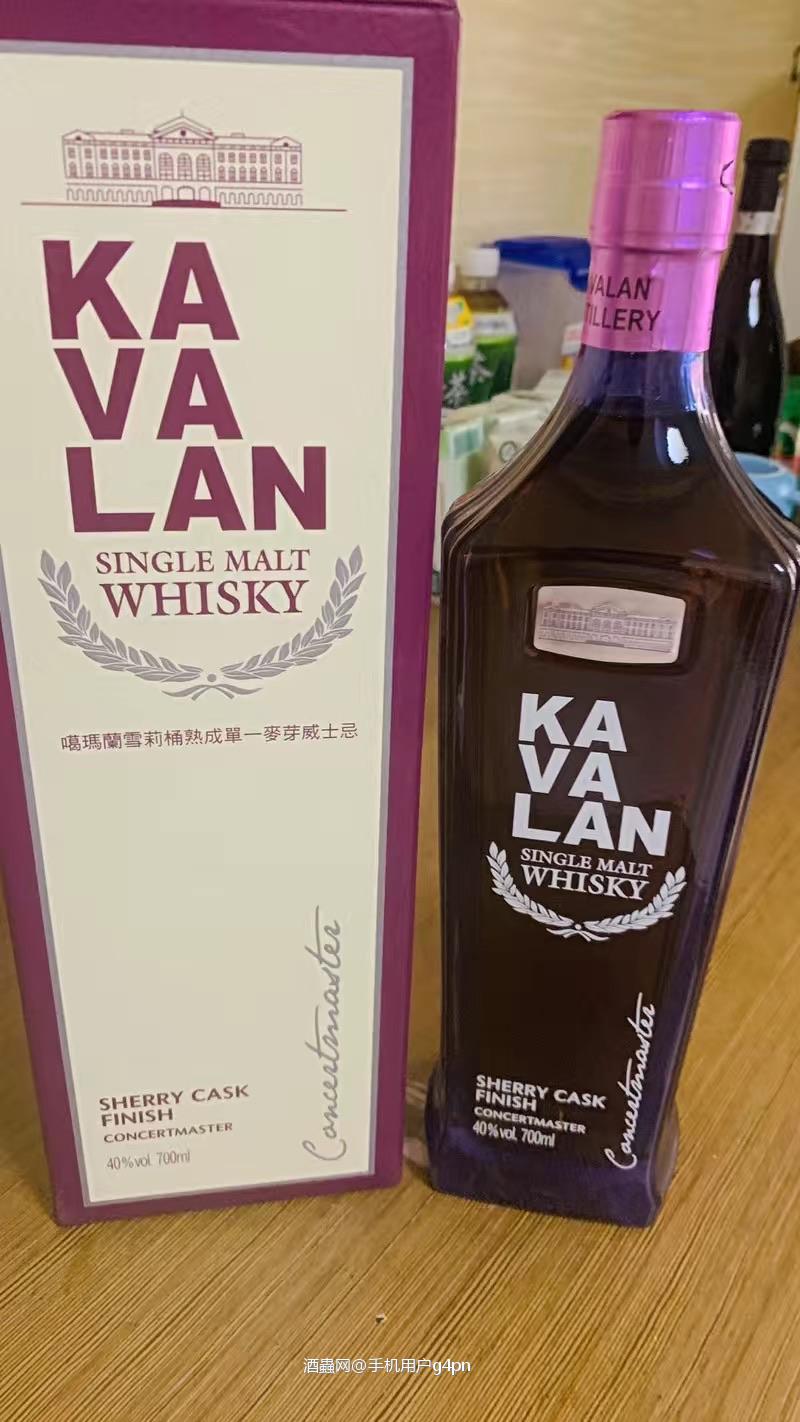 KA
VA
LAN
SINGLE MALT
WHISKY
噶瑪蘭雪莉桶熟成單一麥芽威士忌
Concertmaster
SHERRY CASK
FINISH
CONCERTMASTER
40%vol. 700ml
VALAN
TILLERY
KA
VA
LAN
SINGLE MALT
WHISKY
Concertmaster
SHERRY CASK
FINISH
CONCERTMASTER
40%vol. 700ml
茶
酒蟲网@手机用户g4pn